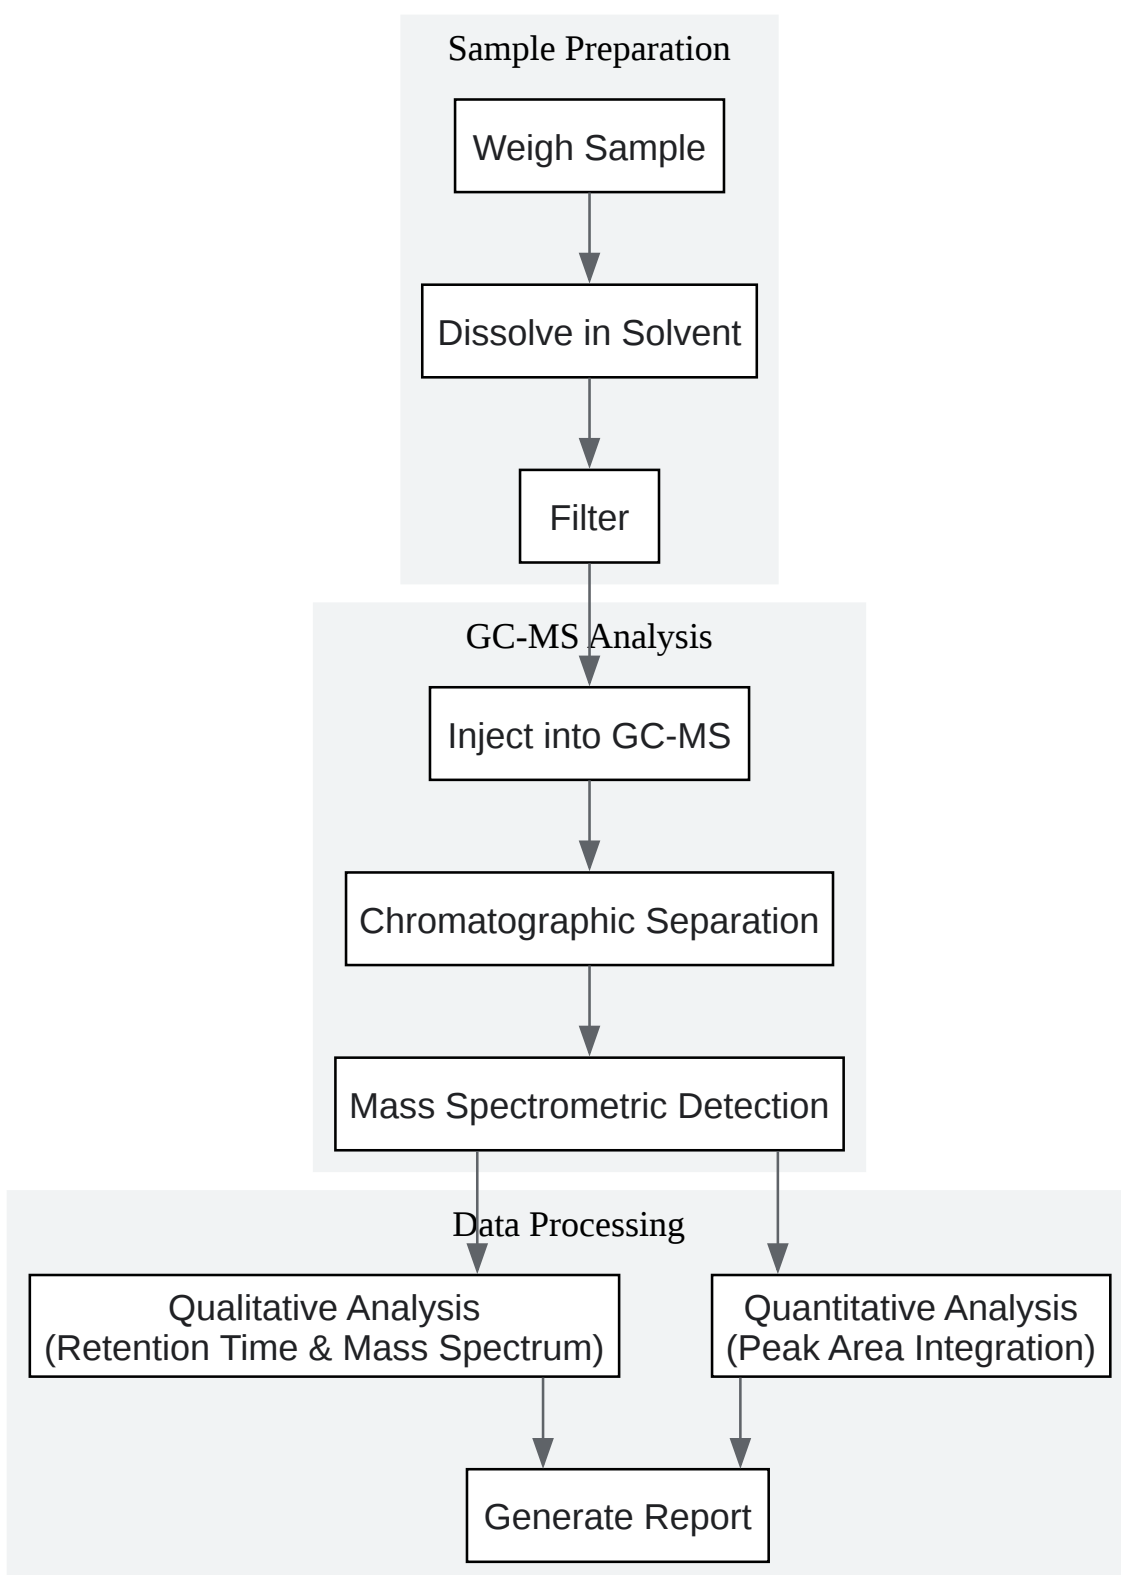 Sample Preparation
Weigh Sample
Dissolve in Solvent
Filter
GC-MS Analysis
Inject into GC-MS
Chromatographic Separation
Mass Spectrometric Detection
Data Processing
Qualitative Analysis
(Retention Time & Mass Spectrum)
Quantitative Analysis
(Peak Area Integration)
Generate Report